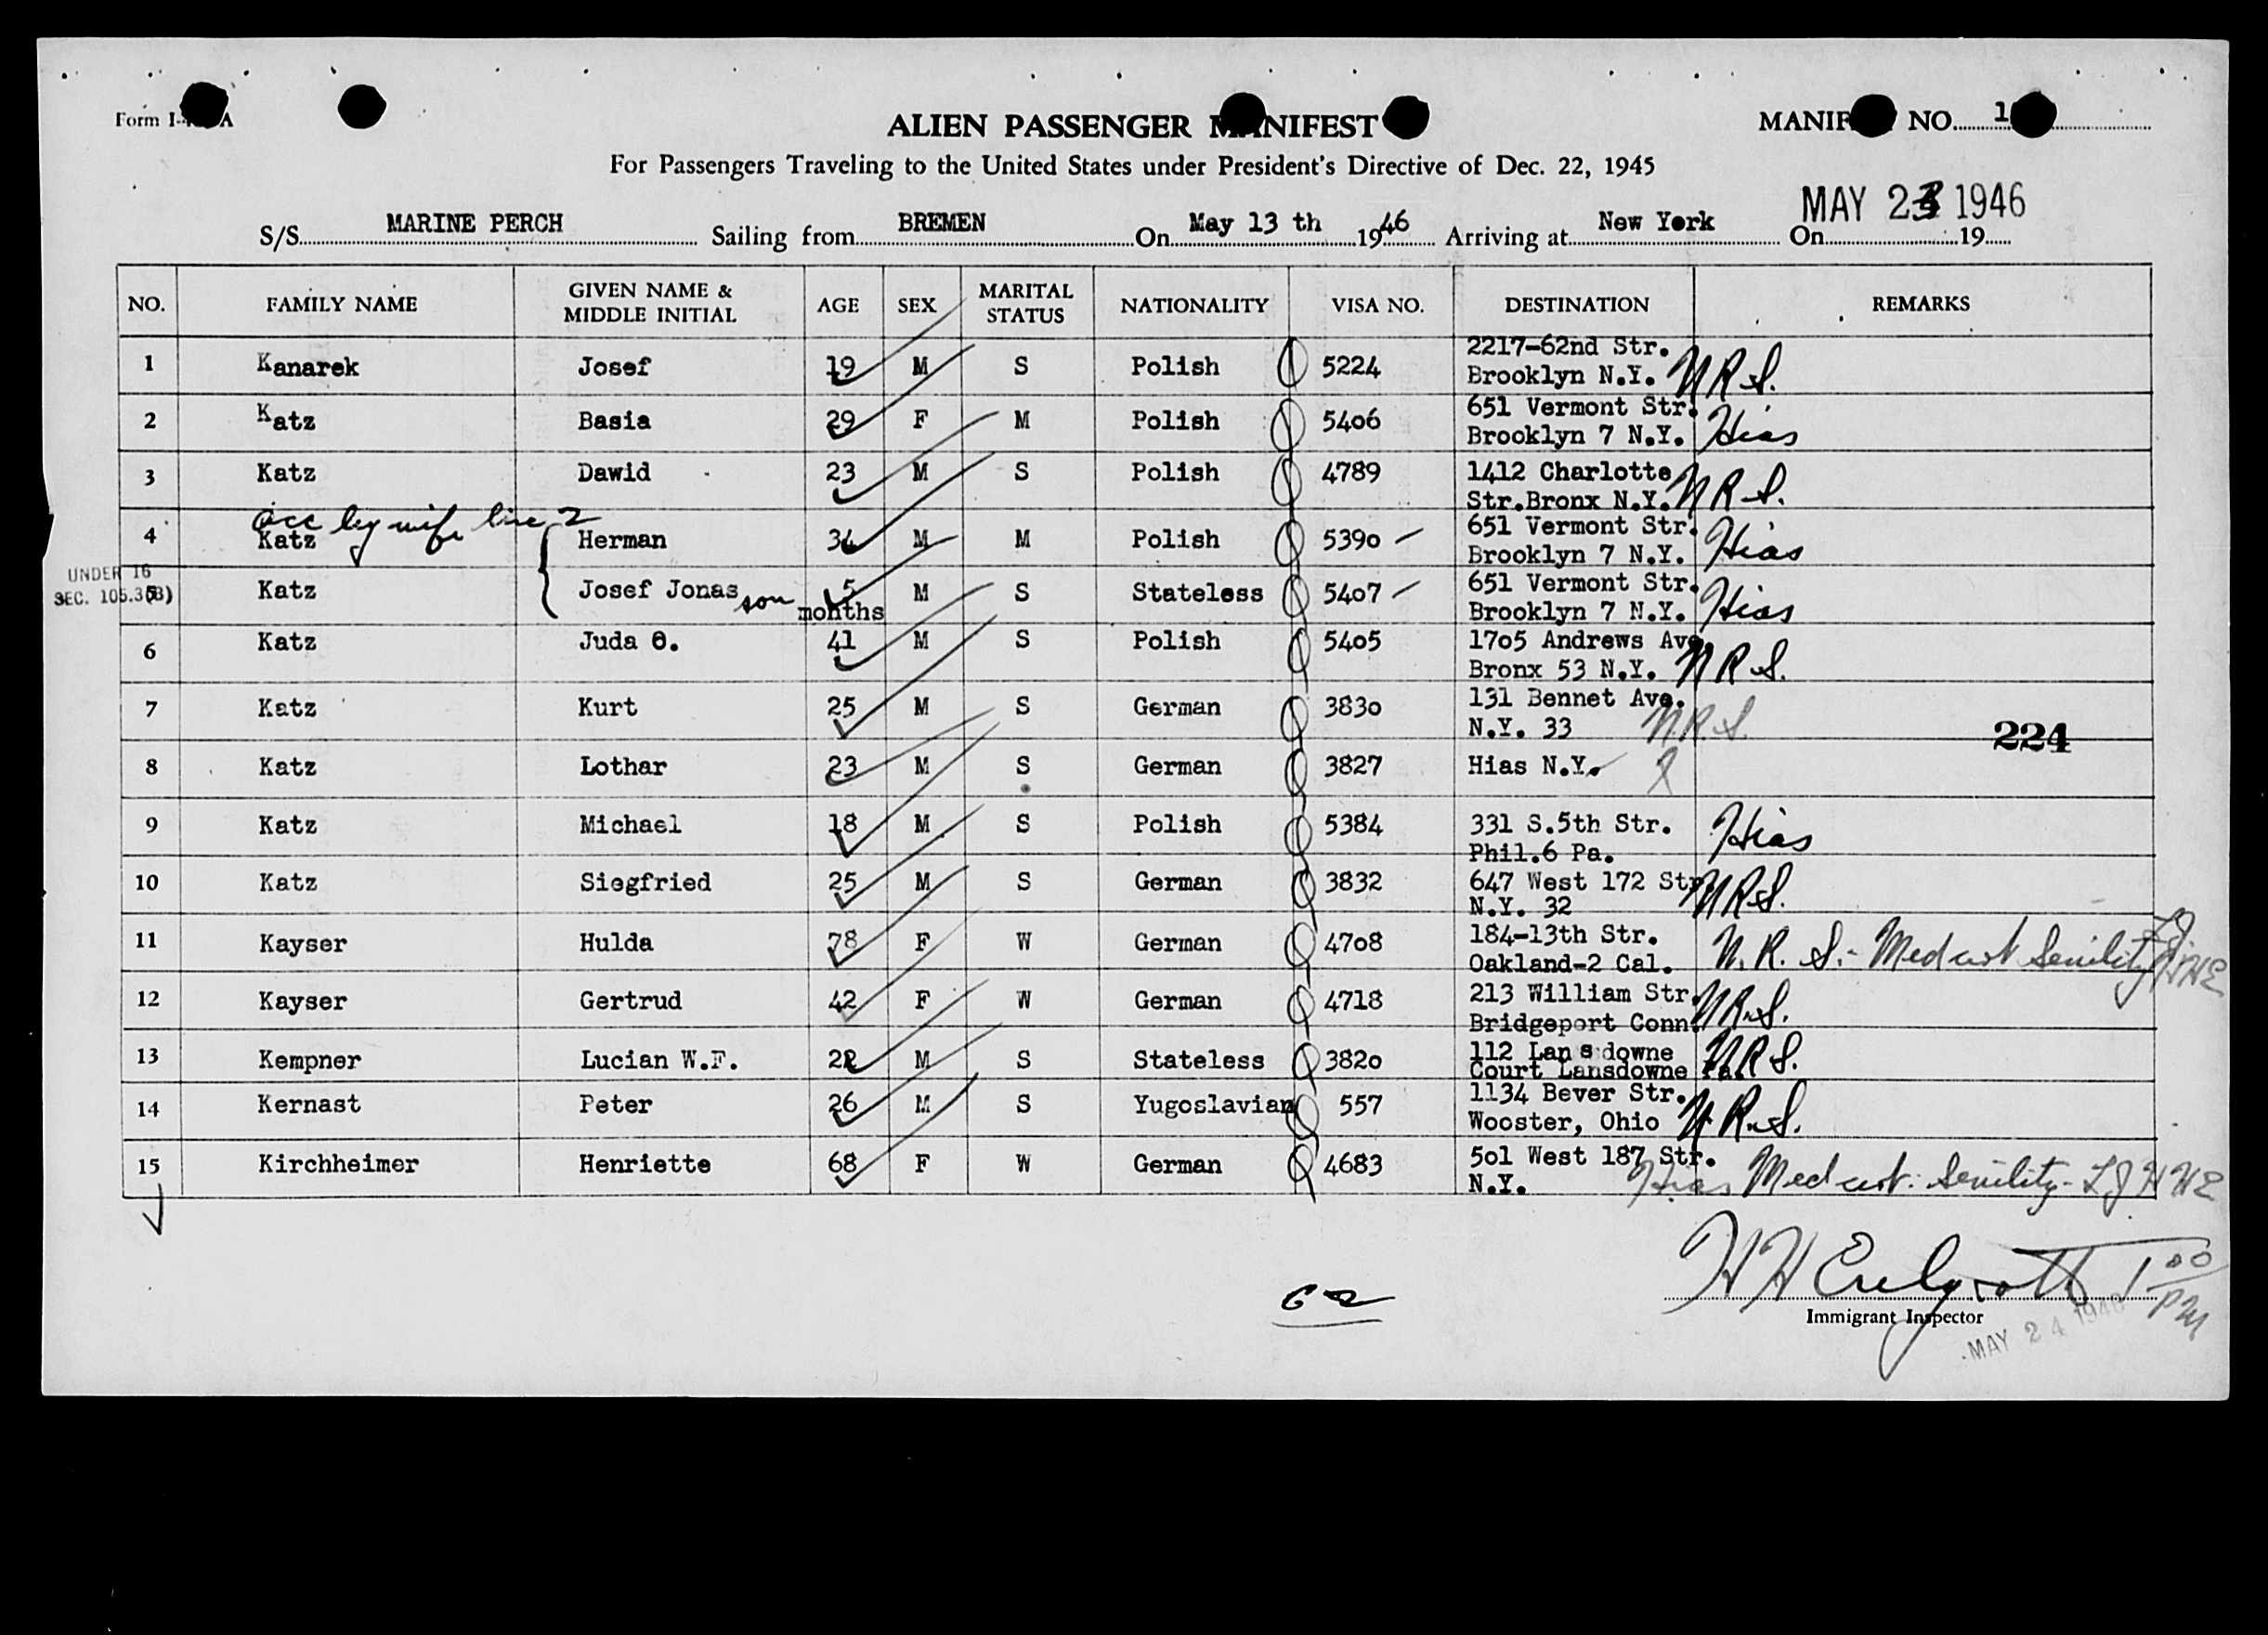 Form I- A
ALIEN PASSENGER MANIFEST
MANIF NO. 1
For Passengers Traveling to the United States under President's Directive of Dec. 22, 1945
MAY 23 1946
S/S MARINE PERCH Sailing from BREMEN On May 13 th 1946 Arriving at New York On 19
NO. FAMILY NAME GIVEN NAME & MIDDLE INITIAL AGE SEX MARITAL STATUS NATIONALITY VISA NO. DESTINATION REMARKS
1 Kanarek Josef 19 M S Polish 5224 2217-62nd Str. Brooklyn N.Y. N R S.
2 Katz Basia 29 F M Polish 5406 651 Vermont Str. Brooklyn 7 N.Y. Hias
3 Katz Dawid 23 M S Polish 4789 1412 Charlotte Str.Bronx N.Y. N R S.
acc by wife line 2
4 Katz Herman 34 M M Polish 5390 651 Vermont Str. Brooklyn 7 N.Y. Hias
UNDER 16
SEC. 105.3(B)
Katz Josef Jonas son 5 months M S Stateless 5407 651 Vermont Str. Brooklyn 7 N.Y. Hias
6 Katz Juda O. 41 M S Polish 5405 1705 Andrews Ave Bronx 53 N.Y. N R S.
7 Katz Kurt 25 M S German 3830 131 Bennet Ave. N.Y. 33 N.R.S.
224
8 Katz Lothar 23 M S German 3827 Hias N.Y.
9 Katz Michael 18 M S Polish 5384 331 S.5th Str. Phil.6 Pa. Hias
10 Katz Siegfried 25 M S German 3832 647 West 172 Str. N.Y. 32 NRS.
11 Kayser Hulda 78 F W German 4708 184-13th Str. Oakland-2 Cal. N. R. S.- Med cert Senility
12 Kayser Gertrud 42 F W German 4718 213 William Str. Bridgeport Conn. N.R.S.
13 Kempner Lucian W.F. 22 M S Stateless 3820 112 Lansdowne Court Lansdowne Pa. N R S.
14 Kernast Peter 26 M S Yugoslavian 557 1134 Bever Str. Wooster, Ohio N.R.S.
15 Kirchheimer Henriette 68 F W German 4683 501 West 187 Str. N.Y. Hias Med cert: Senility- LJHHE
1 00 PM
Immigrant Inspector
MAY 24 1946